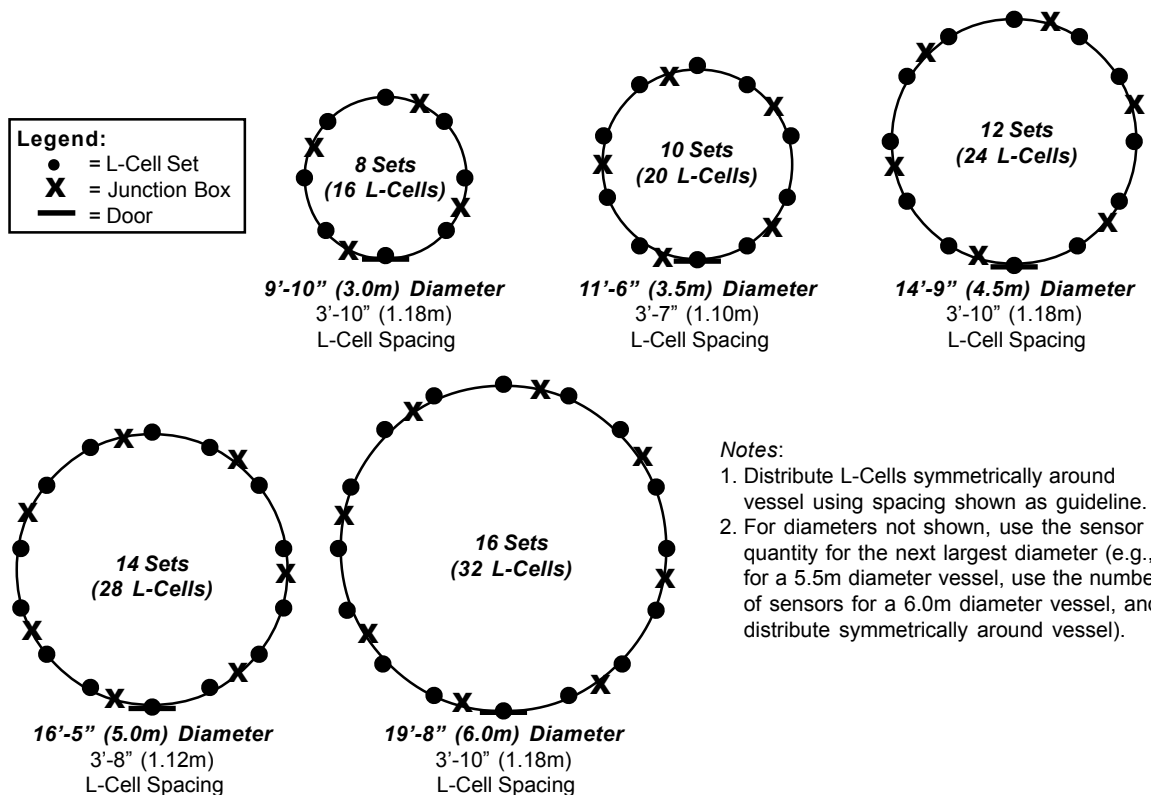 Legend:
= L-Cell Set
X = Junction Box
= Door
8 Sets
(16 L-Cells)
9’-10” (3.0m) Diameter
3’-10” (1.18m)
L-Cell Spacing
10 Sets
(20 L-Cells)
11’-6” (3.5m) Diameter
3’-7” (1.10m)
L-Cell Spacing
12 Sets
(24 L-Cells)
14’-9” (4.5m) Diameter
3’-10” (1.18m)
L-Cell Spacing
14 Sets
(28 L-Cells)
16’-5” (5.0m) Diameter
3’-8” (1.12m)
L-Cell Spacing
16 Sets
(32 L-Cells)
19’-8” (6.0m) Diameter
3’-10” (1.18m)
L-Cell Spacing
Notes:
1. Distribute L-Cells symmetrically around
vessel using spacing shown as guideline.
2. For diameters not shown, use the sensor
quantity for the next largest diameter (e.g.,
for a 5.5m diameter vessel, use the number
of sensors for a 6.0m diameter vessel, and
distribute symmetrically around vessel).